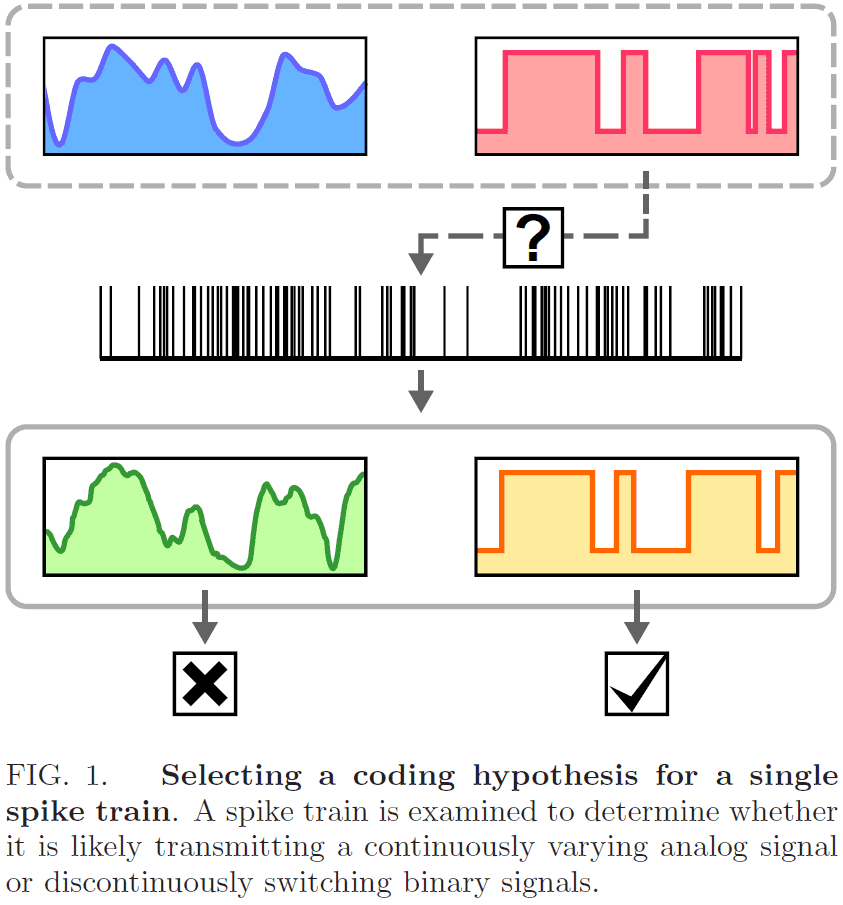 ?
FIG. 1. Selecting a coding hypothesis for a single
spike train. A spike train is examined to determine whether
it is likely transmitting a continuously varying analog signal
or discontinuously switching binary signals.